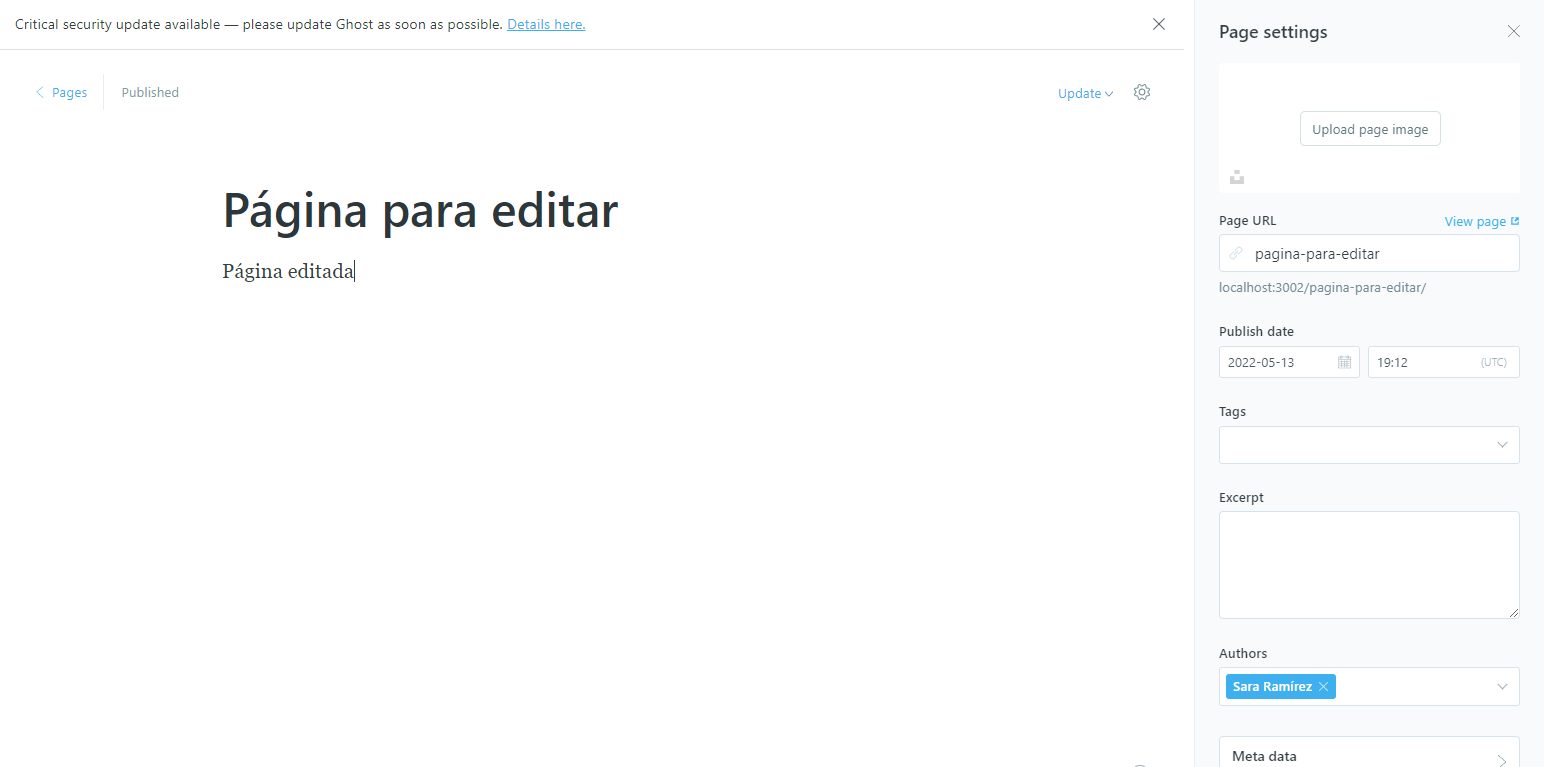 Critical security update available — please update Ghost as soon as possible. Details here.
Pages
Published
Update
Página para editar
Página editada
Page settings
Upload page image
Page URL
View page
pagina-para-editar
localhost:3002/pagina-para-editar/
Publish date
2022-05-13
19:12
(UTC)
Tags
Excerpt
Authors
Sara Ramírez
Meta data